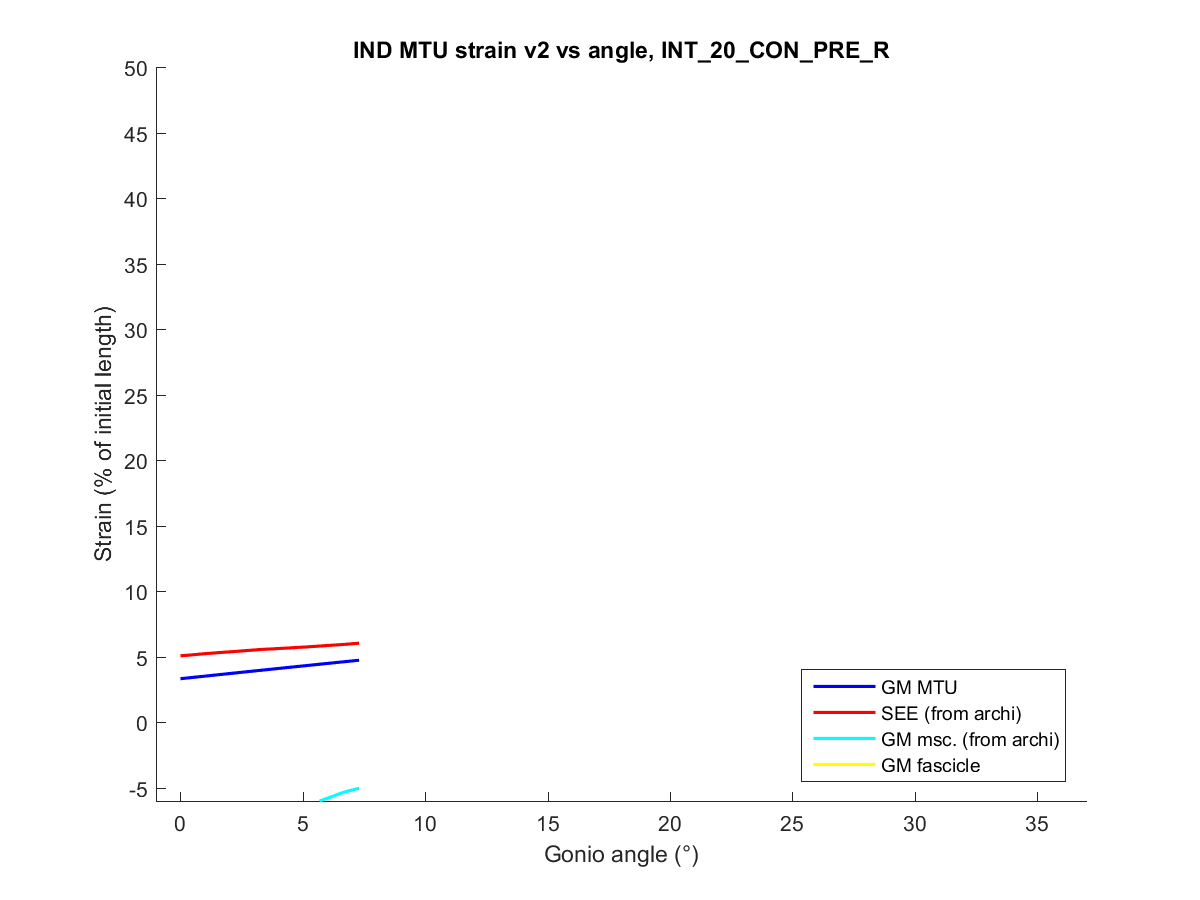 IND MTU strain v2 vs angle, INT_20_CON_PRE_R
50
45
40
35
30
25
20
15
10
5
0
-5
Strain (% of initial length)
0 5 10 15 20 25 30 35
Gonio angle (°)
GM MTU
SEE (from archi)
GM msc. (from archi)
GM fascicle